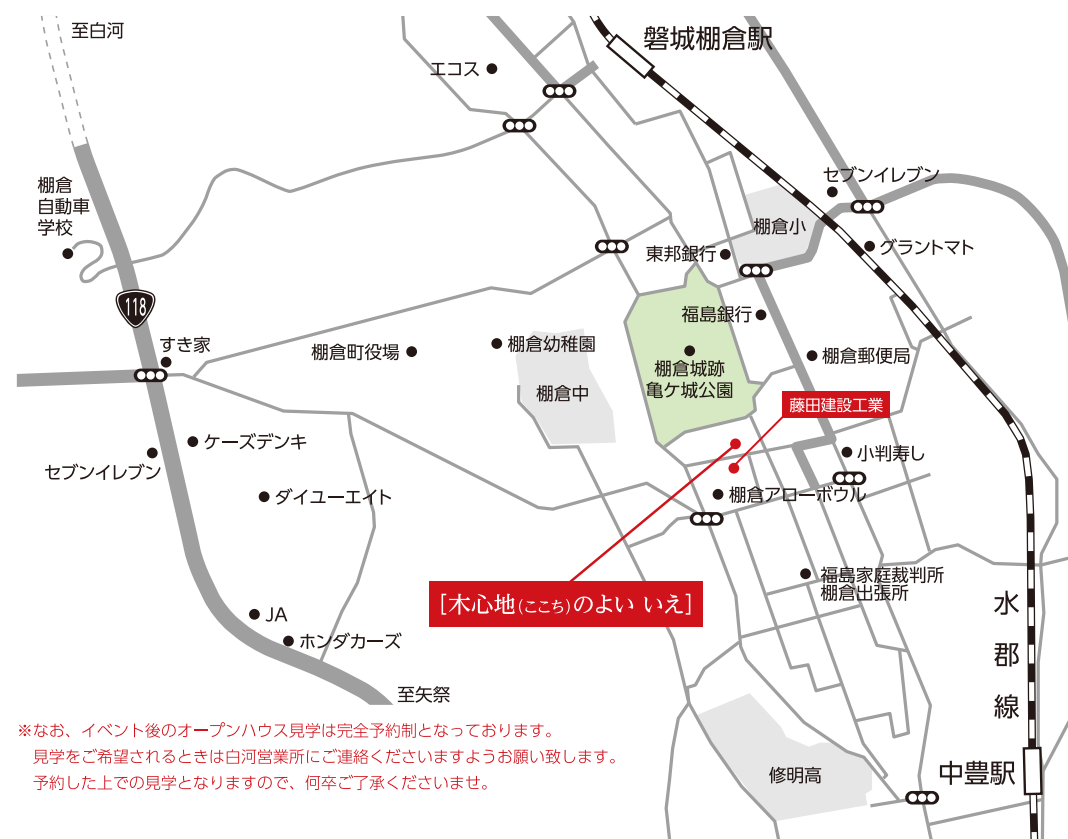 至白河
磐城棚倉駅
エコス
セブンイレブン
棚倉
自動車
学校
棚倉小
東邦銀行
グラントマト
118
福島銀行
すき家
棚倉町役場
棚倉幼稚園
棚倉郵便局
棚倉城跡
亀ケ城公園
棚倉中
藤田建設工業
ケーズデンキ
小判寿し
セブンイレブン
ダイユーエイト
棚倉アローボウル
福島家庭裁判所
棚倉出張所
[木心地(ここち)のよい いえ]
水
郡
線
JA
ホンダカーズ
至矢祭
※なお、イベント後のオープンハウス見学は完全予約制となっております。
見学をご希望されるときは白河営業所にご連絡くださいますようお願い致します。
予約した上での見学となりますので、何卒ご了承くださいませ。
修明高
中豊駅